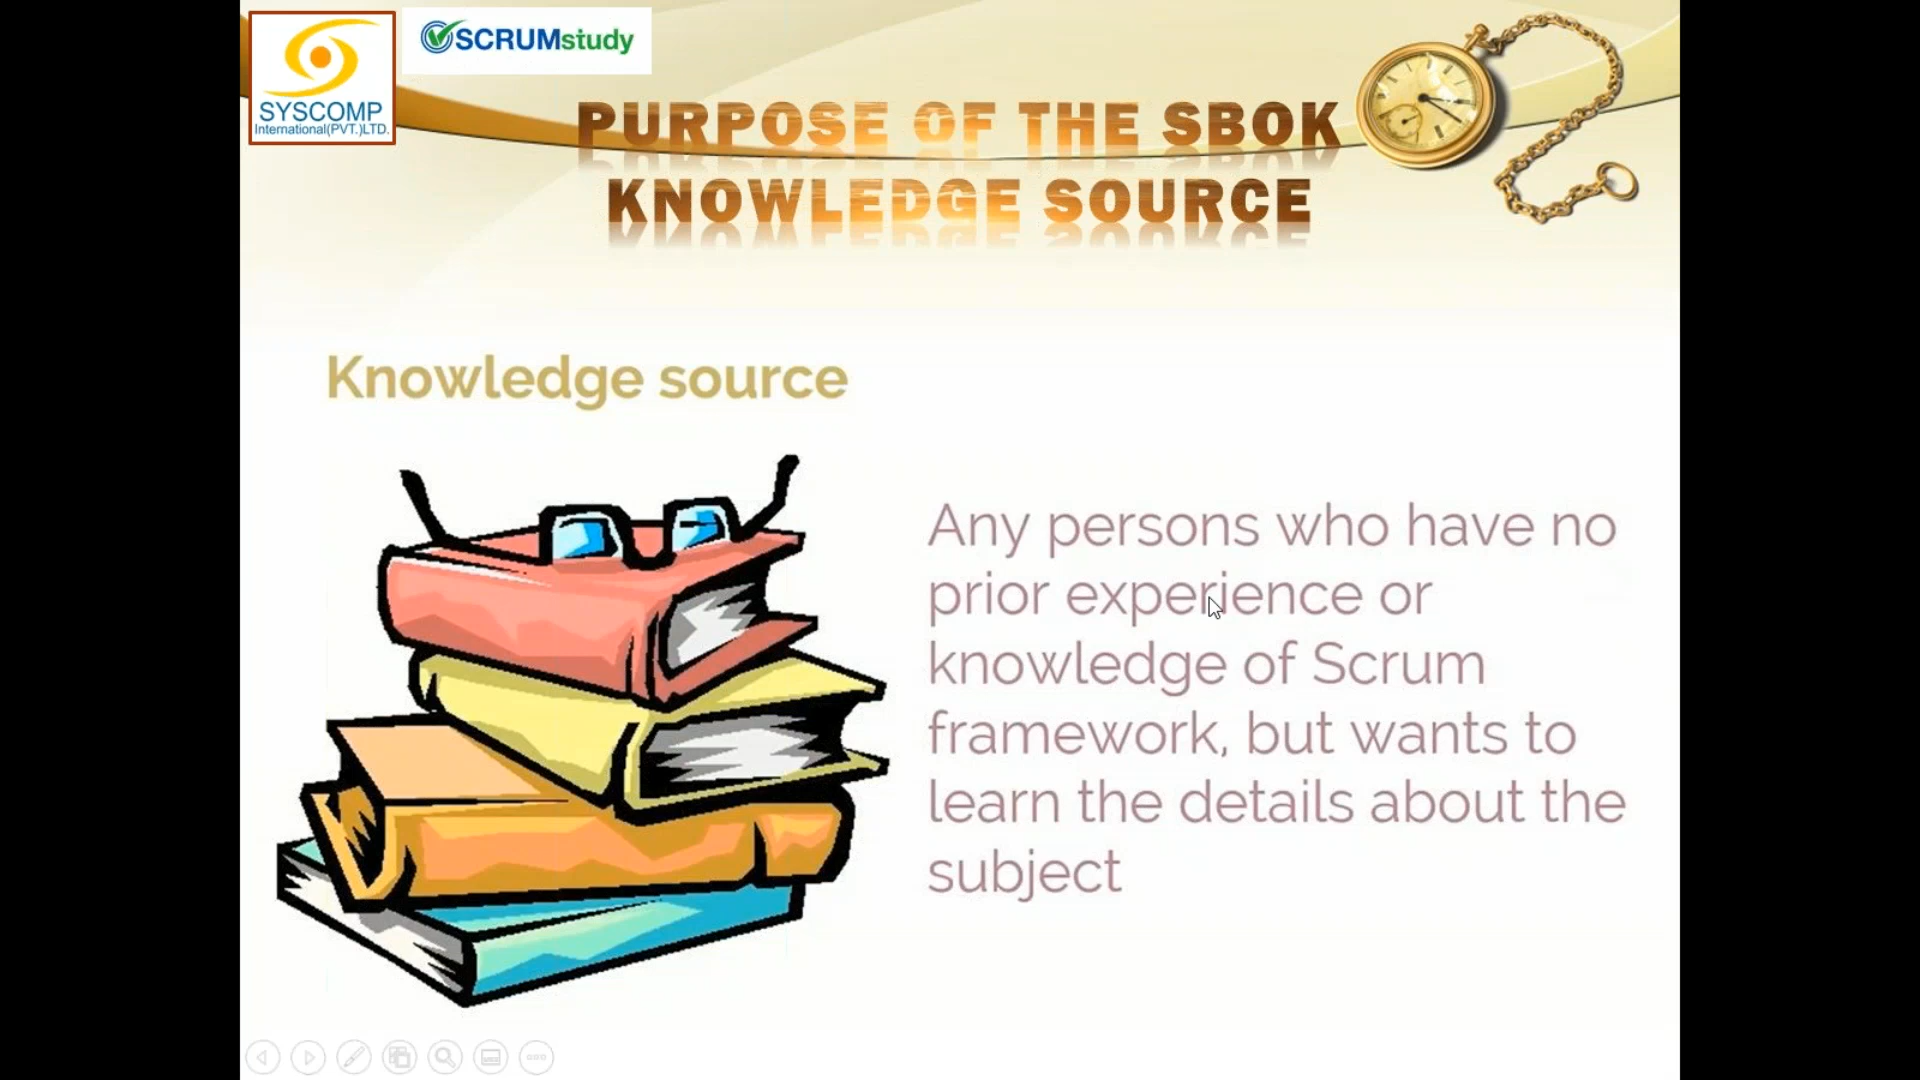 SYSCOMP
International(PVT.)LTD.
SCRUMstudy
PURPOSE OF THE SBOK
KNOWLEDGE SOURCE
Knowledge source
Any persons who have no
prior experience or
knowledge of Scrum
framework, but wants to
learn the details about the
subject